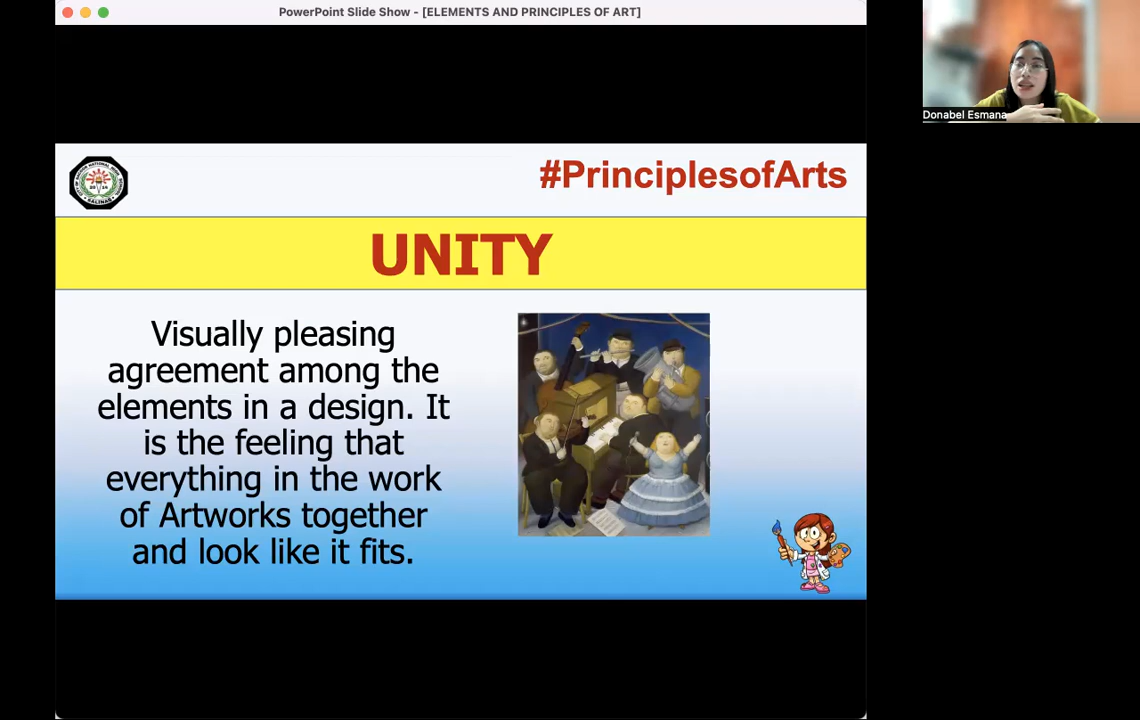 PowerPoint Slide Show - [ELEMENTS AND PRINCIPLES OF ART]
Donabel Esmana
#PrinciplesofArts
UNITY
Visually pleasing
agreement among the
elements in a design. It
is the feeling that
everything in the work
of Artworks together
and look like it fits.